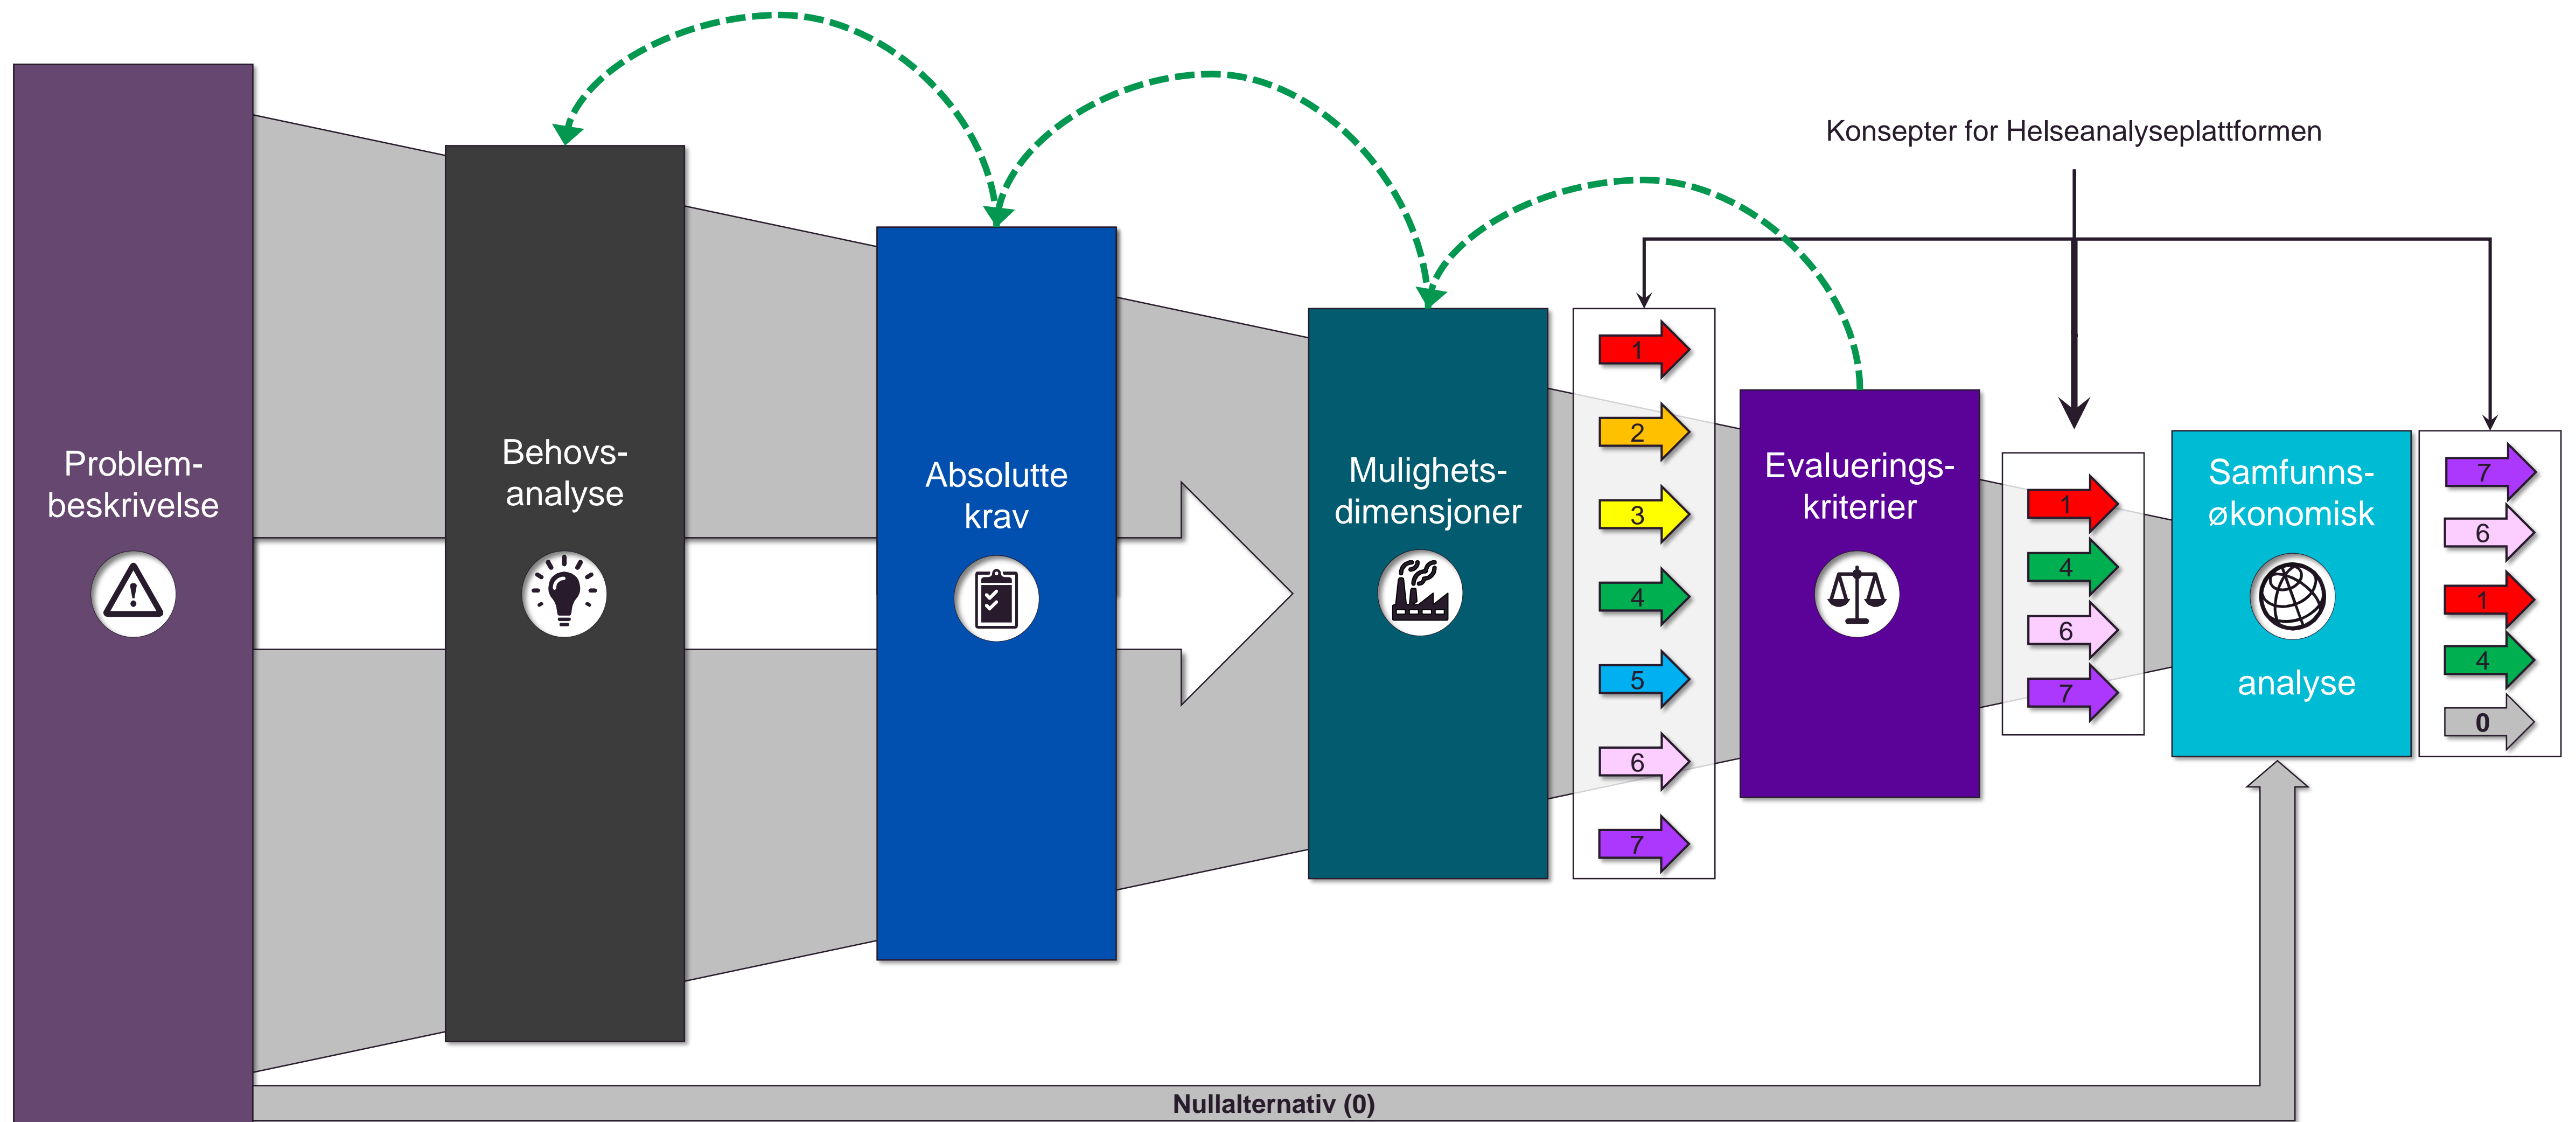 Konsepter for Helseanalyseplattformen
Problem-
beskrivelse
Behovs-
analyse
Absolutte
krav
Mulighets-
dimensjoner
1
2
3
4
5
6
7
Evaluerings-
kriterier
1
4
6
7
Samfunns-
økonomisk
analyse
7
6
1
4
0
Nullalternativ (0)